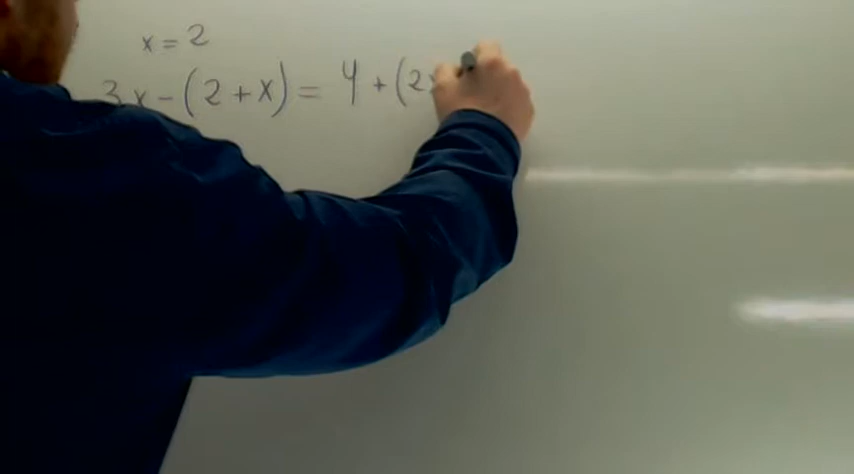 x = 2
3x - (2 + x) = 4 + (2